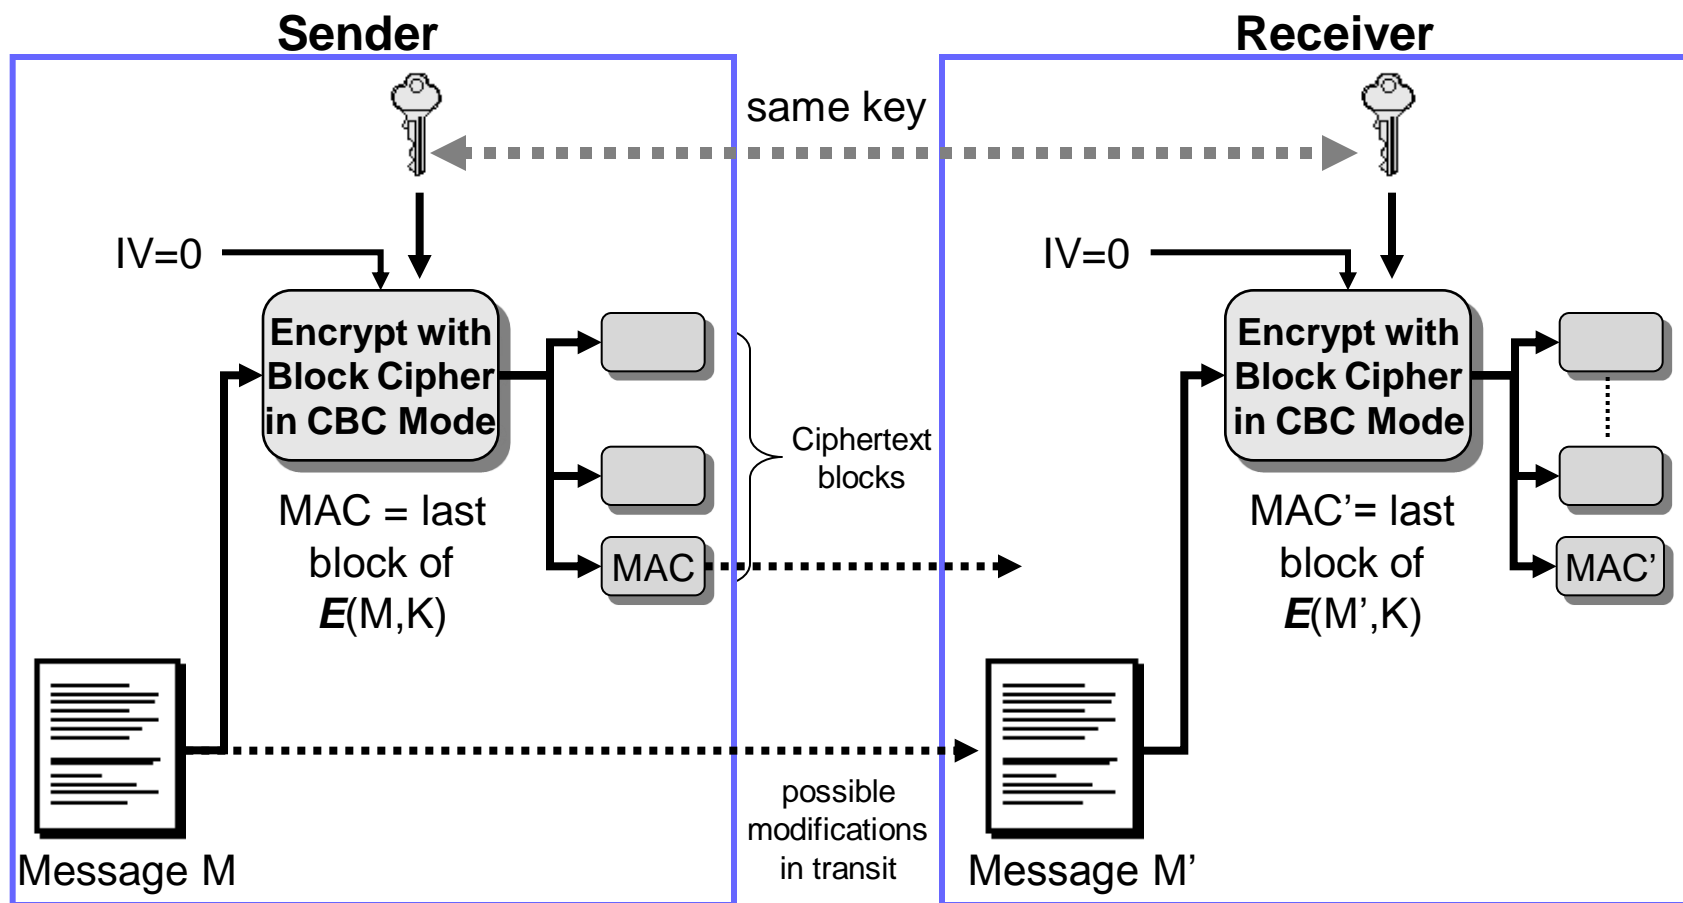 Sender
Receiver
same key
IV=0
IV=0
Encrypt with
Block Cipher
in CBC Mode
Encrypt with
Block Cipher
in CBC Mode
Ciphertext
blocks
MAC = last
block of
E(M,K)
MAC
MAC’= last
block of
E(M’,K)
MAC’
possible
modifications
in transit
Message M
Message M’